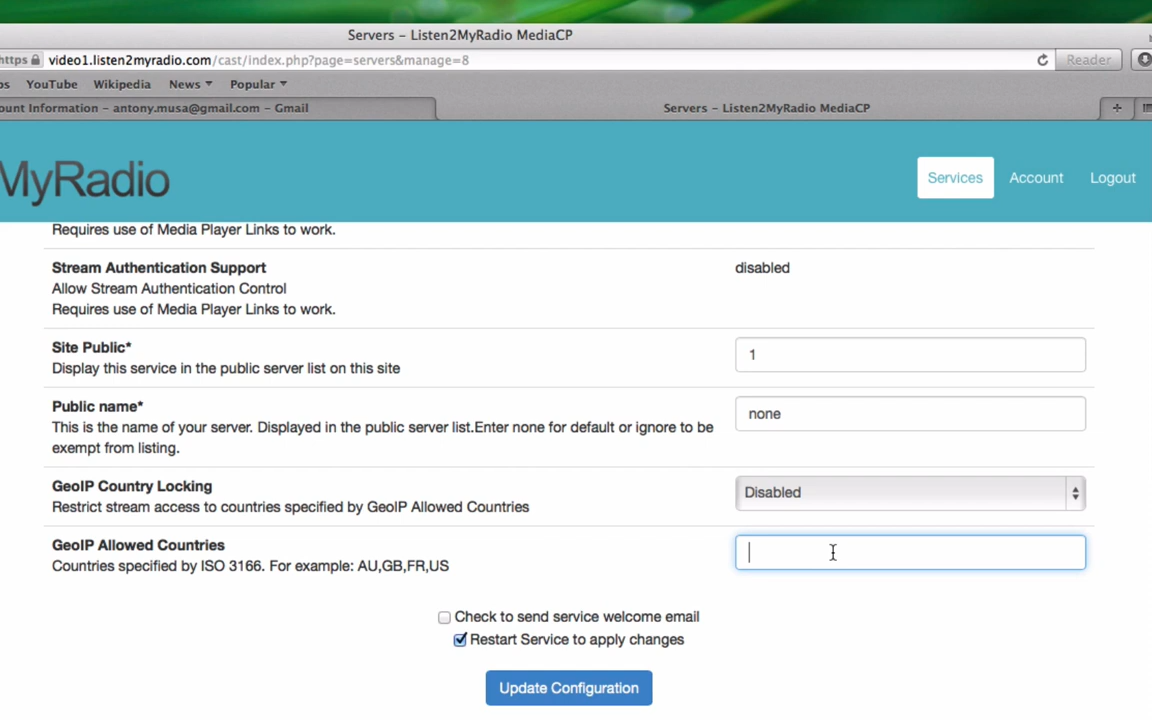 Servers – Listen2MyRadio MediaCP
https video1.listen2myradio.com/cast/index.php?page=servers&manage=8 Reader
ps YouTube Wikipedia News Popular
ount Information – antony.musa@gmail.com – Gmail Servers – Listen2MyRadio MediaCP +
MyRadio Services Account Logout
Requires use of Media Player Links to work.
Stream Authentication Support disabled
Allow Stream Authentication Control
Requires use of Media Player Links to work.
Site Public* 1
Display this service in the public server list on this site
Public name* none
This is the name of your server. Displayed in the public server list.Enter none for default or ignore to be
exempt from listing.
GeoIP Country Locking Disabled
Restrict stream access to countries specified by GeoIP Allowed Countries
GeoIP Allowed Countries
Countries specified by ISO 3166. For example: AU,GB,FR,US
Check to send service welcome email
Restart Service to apply changes
Update Configuration